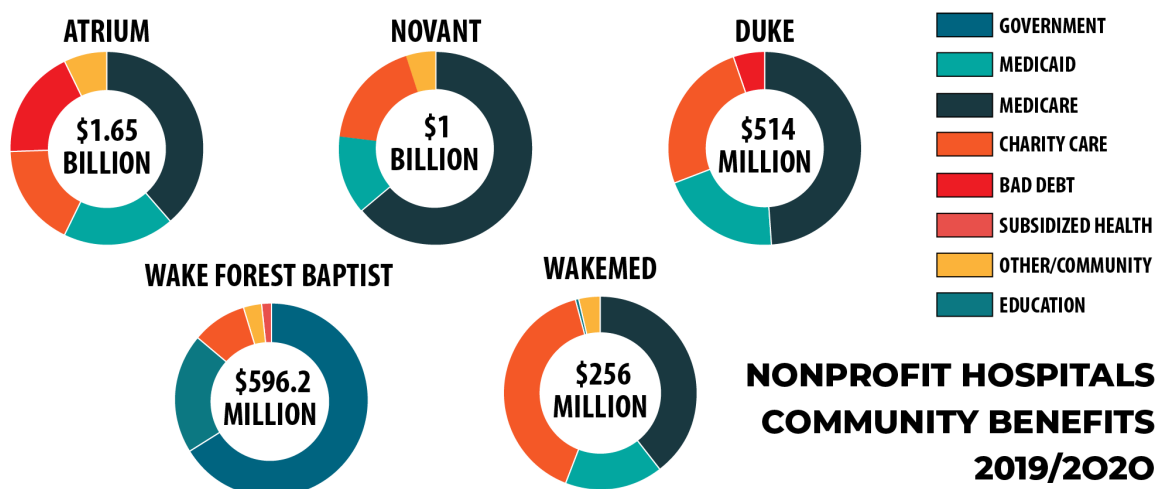 ATRIUM
$1.65
BILLION
NOVANT
$1
BILLION
DUKE
$514
MILLION
GOVERNMENT
MEDICAID
MEDICARE
CHARITY CARE
BAD DEBT
SUBSIDIZED HEALTH
OTHER/COMMUNITY
EDUCATION
WAKE FOREST BAPTIST
$596.2
MILLION
WAKEMED
$256
MILLION
NONPROFIT HOSPITALS
COMMUNITY BENEFITS
2019/2020